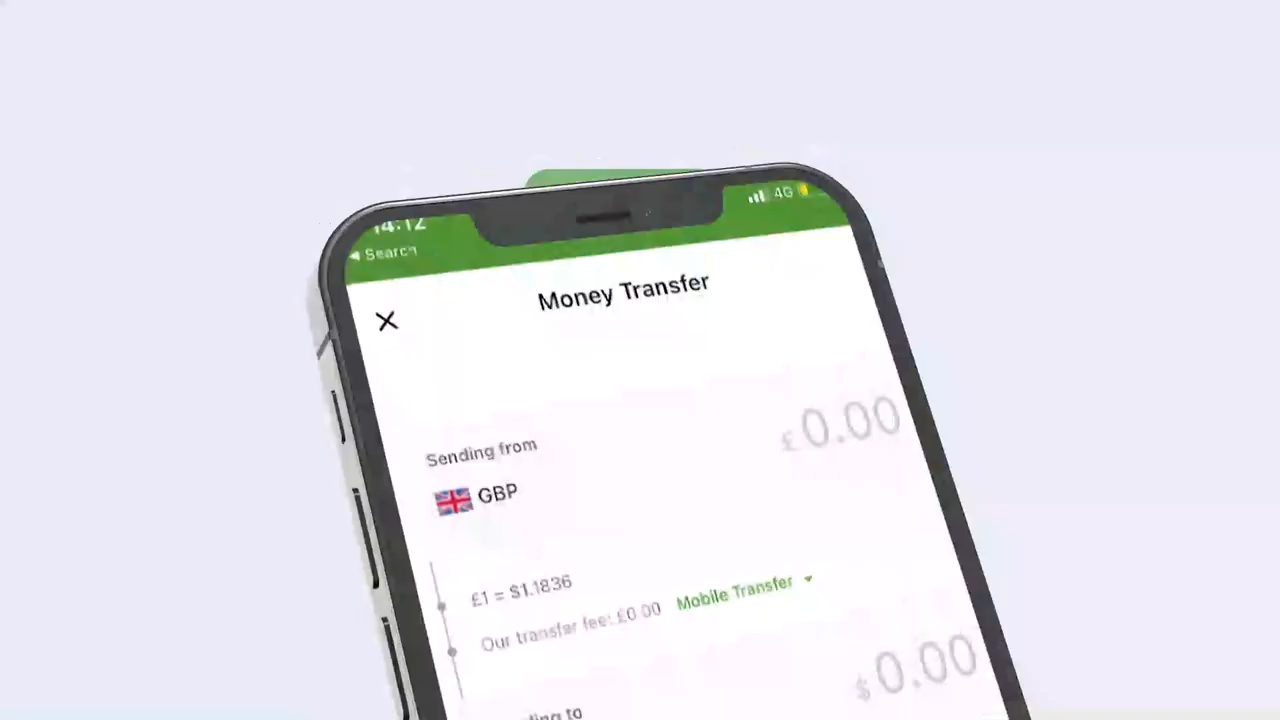 14:12
4G
Search
Money Transfer
£0.00
Sending from
GBP
£1 = $1.1836
Our transfer fee: £0.00 Mobile Transfer
$0.00
to